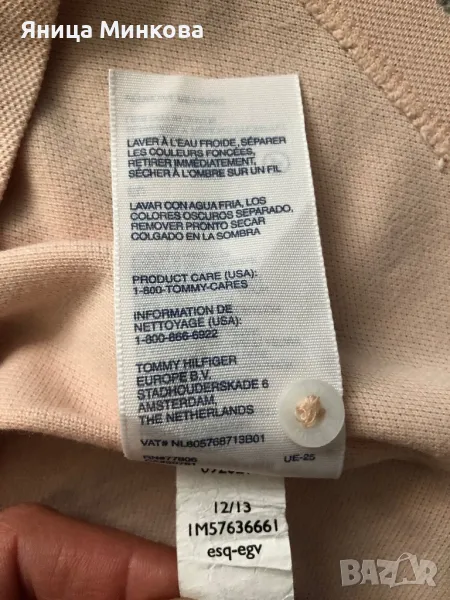 Яница Минкова
LAVER À L'EAU FROIDE, SÉPARER
LES COULEURS FONCÉES,
RETIRER IMMÉDIATEMENT,
SÉCHER À L'OMBRE SUR UN FIL
LAVAR CON AGUA FRIA, LOS
COLORES OSCUROS SEPARADO,
REMOVER PRONTO SECAR
COLGADO EN LA SOMBRA
PRODUCT CARE (USA):
1-800-TOMMY-CARES
INFORMATION DE
NETTOYAGE (USA):
1-800-866-6922
TOMMY HILFIGER
EUROPE B.V.
STADHOUDERSKADE 6
AMSTERDAM,
THE NETHERLANDS
VAT# NL805768713B01
RN#77806
UE-25
12/13
1M57636661
esq-egv
bazar